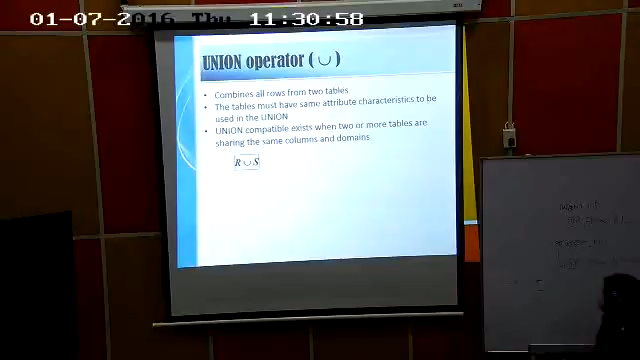 01-07-2016 Thu 11:30:58
UNION operator ( ∪ )
• Combines all rows from two tables
• The tables must have same attribute characteristics to be
used in the UNION
• UNION compatible exists when two or more tables are
sharing the same columns and domains
R ∪ S